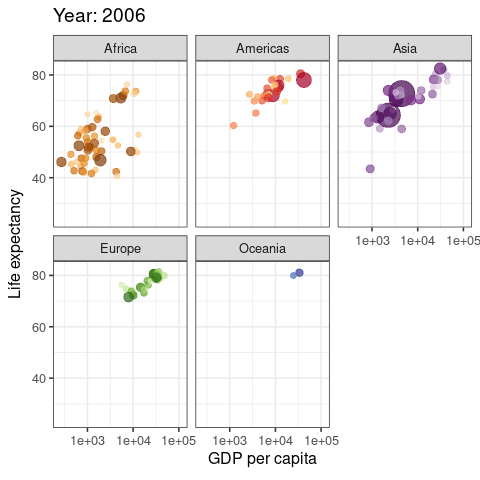 Year: 2006
Africa
Americas
Asia
80
60
40
1e+03 1e+04 1e+05
Europe
Oceania
80
60
40
1e+03 1e+04 1e+05
1e+03 1e+04 1e+05
Life expectancy
GDP per capita